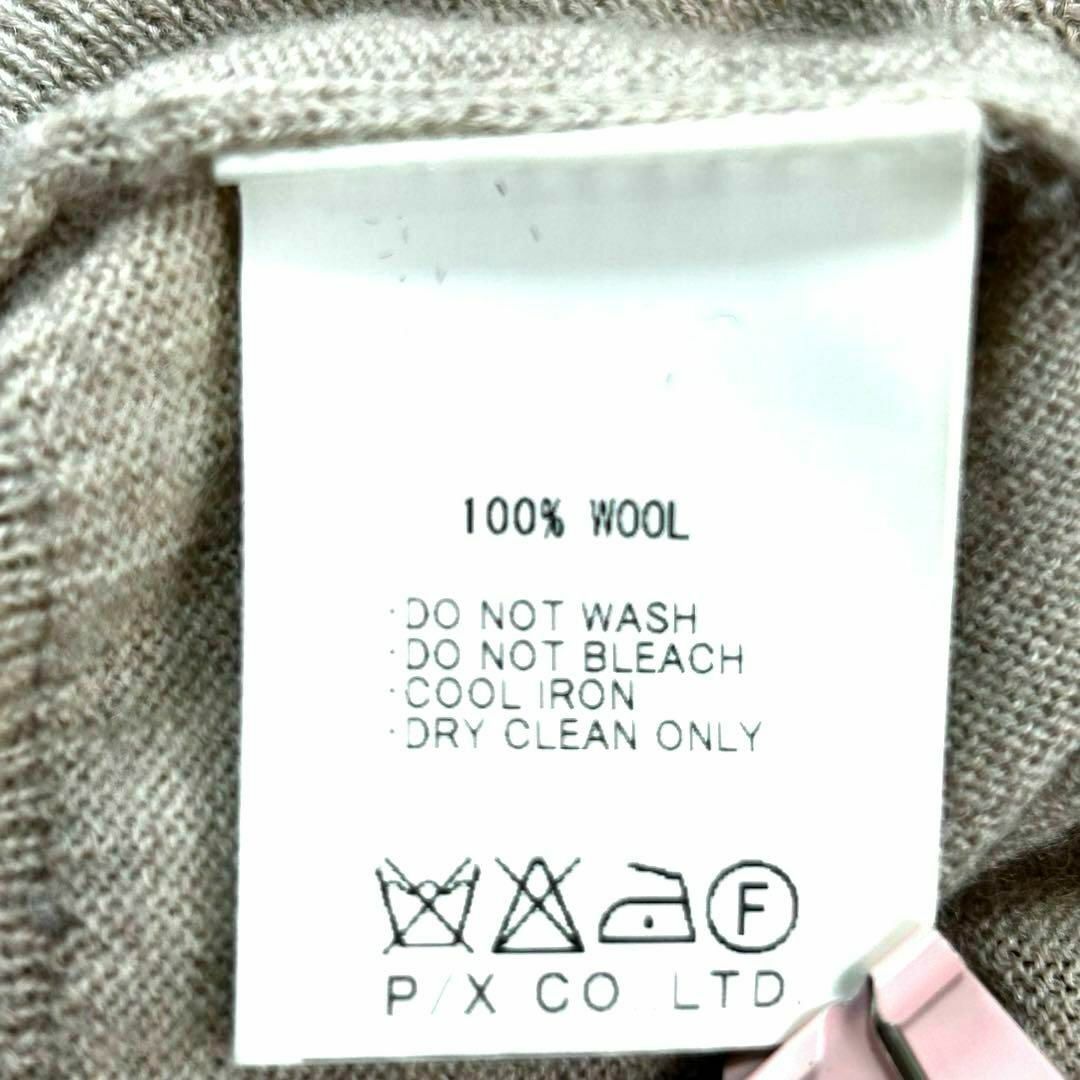 100% WOOL
·DO NOT WASH
·DO NOT BLEACH
·COOL IRON
·DRY CLEAN ONLY
F
P/X CO LTD